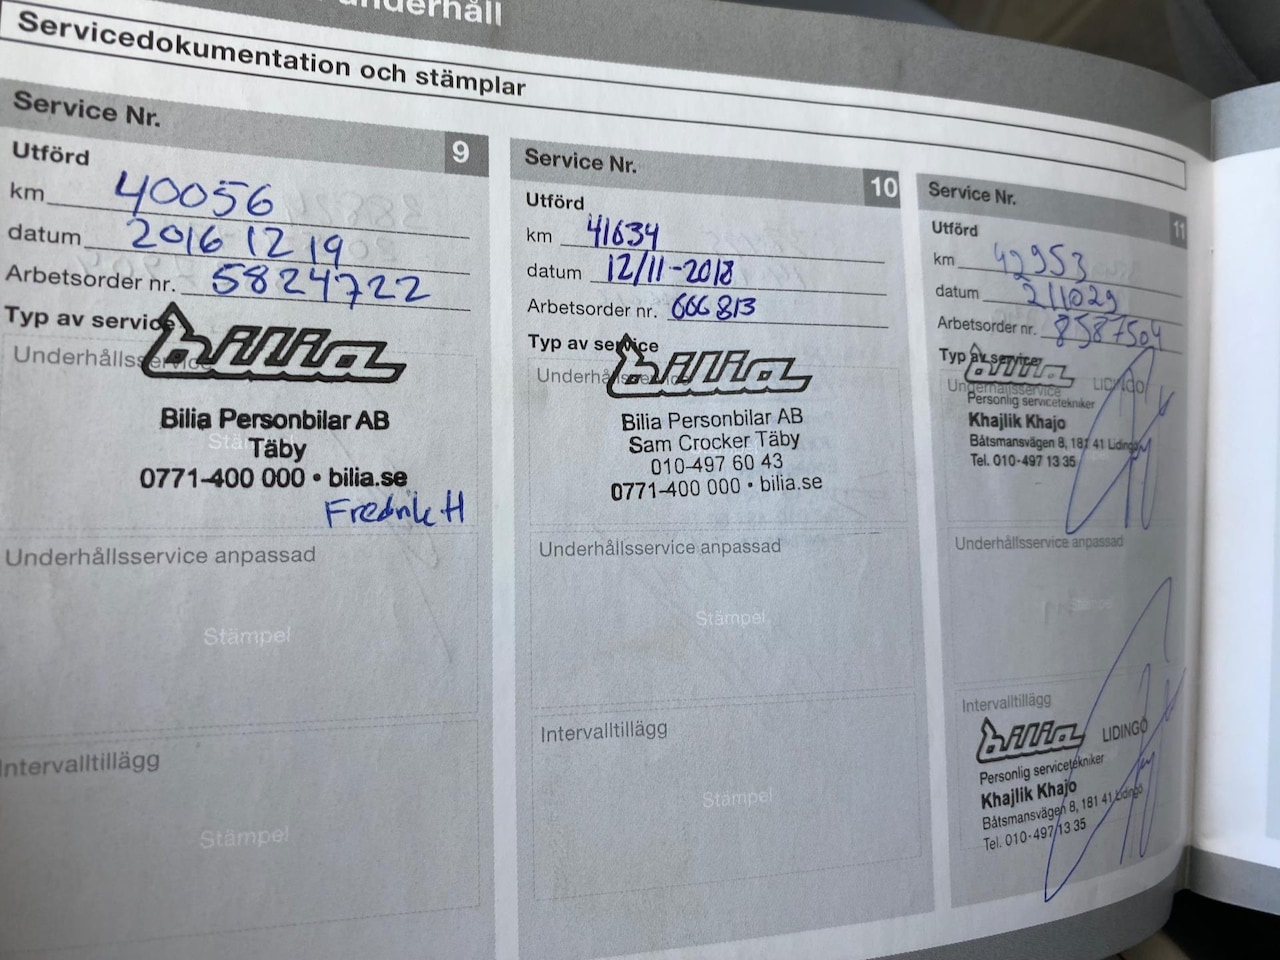 underhåll
Servicedokumentation och stämplar
Service Nr.
9
Utförd
km 40056
datum 2016 12 19
Arbetsorder nr. 5824722
Typ av service
Underhållsservice
bilia
Stämpel
Bilia Personbilar AB
Täby
0771-400 000 • bilia.se
Fredrik H
Underhållsservice anpassad
Stämpel
Intervalltillägg
Stämpel
Service Nr.
10
Utförd
km 41634
datum 12/11-2018
Arbetsorder nr. 666813
Typ av service
Underhållsservice
bilia
Bilia Personbilar AB
Sam Crocker Täby
010-497 60 43
0771-400 000 • bilia.se
Underhållsservice anpassad
Stämpel
Intervalltillägg
Stämpel
Service Nr.
11
Utförd
km 42953
datum 211029
Arbetsorder nr. 8587504
Typ av service
Underhållsservice
bilia LIDINGÖ
Personlig servicetekniker
Khajlik Khajo
Båtsmansvägen 8, 181 41 Lidingö
Tel. 010-497 13 35
Underhållsservice anpassad
Stämpel
Intervalltillägg
bilia LIDINGÖ
Personlig servicetekniker
Khajlik Khajo
Båtsmansvägen 8, 181 41 Lidingö
Tel. 010-497 13 35